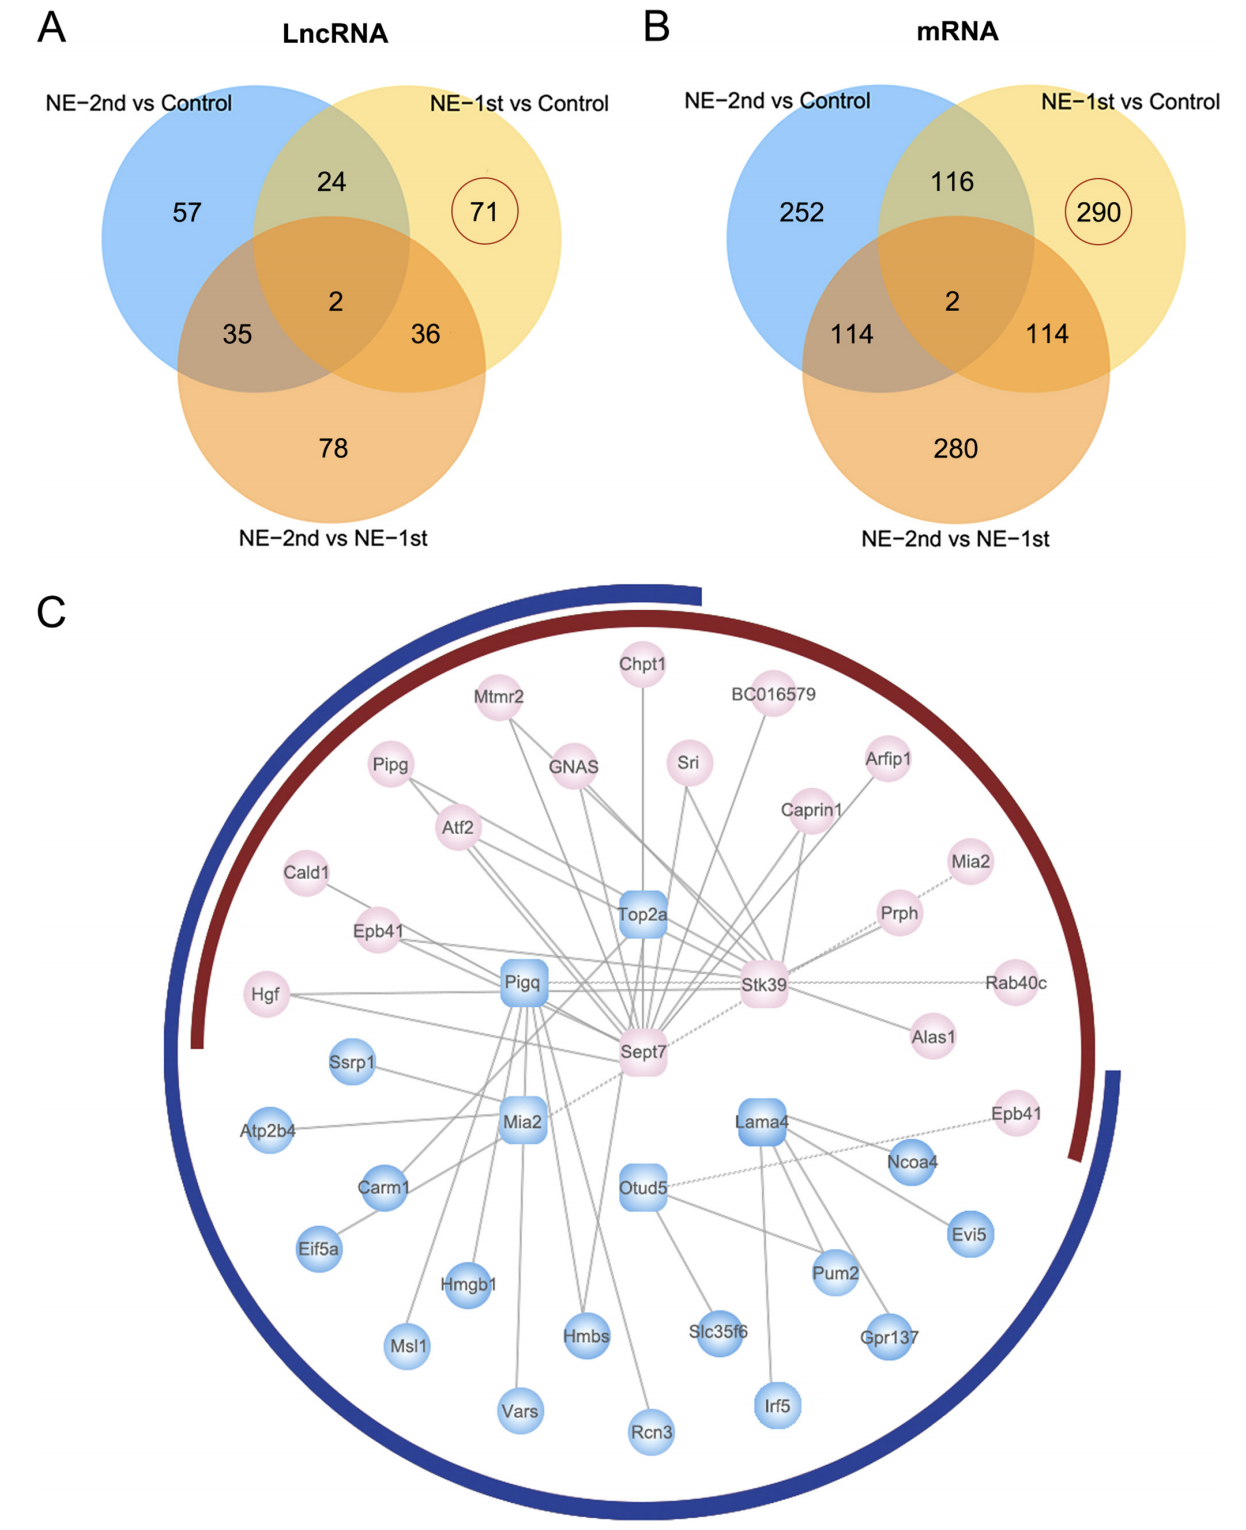 A
LncRNA
B
mRNA
NE−2nd vs Control
NE−1st vs Control
NE−2nd vs Control
NE−1st vs Control
24
57
71
2
35
36
78
NE−2nd vs NE−1st
116
252
290
2
114
114
280
NE−2nd vs NE−1st
C
Chpt1
Mtmr2
BC016579
Pipg
GNAS
Sri
Arfip1
Atf2
Caprin1
Cald1
Mia2
Top2a
Prph
Epb41
Pigq
Stk39
Rab40c
Hgf
Alas1
Sept7
Ssrp1
Epb41
Atp2b4
Mia2
Lama4
Ncoa4
Carm1
Otud5
Eif5a
Evi5
Hmgb1
Pum2
Msl1
Hmbs
Slc35f6
Gpr137
Vars
Irf5
Rcn3